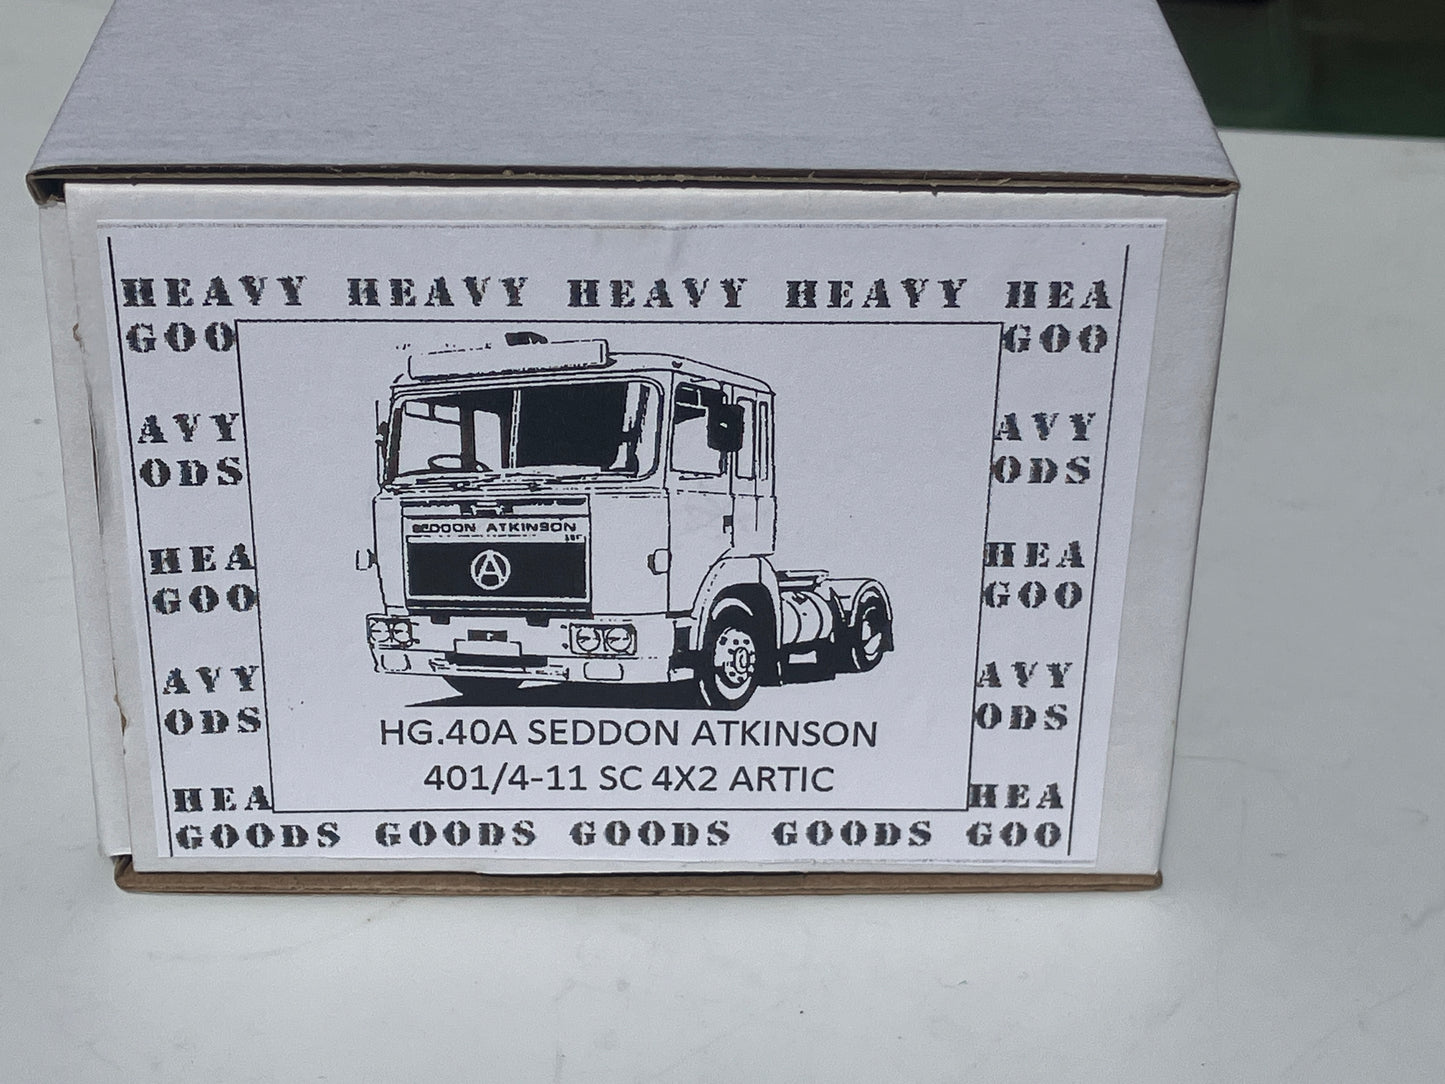 HEAVY HEAVY HEAVY HEAVY HEA
GOO GOO
AVY AVY
ODS ODS
SEDDON ATKINSON
HEA HEA
A
GOO GOO
AVY AVY
ODS ODS
HG.40A SEDDON ATKINSON
401/4-11 SC 4X2 ARTIC
HEA HEA
GOODS GOODS GOODS GOODS GOO